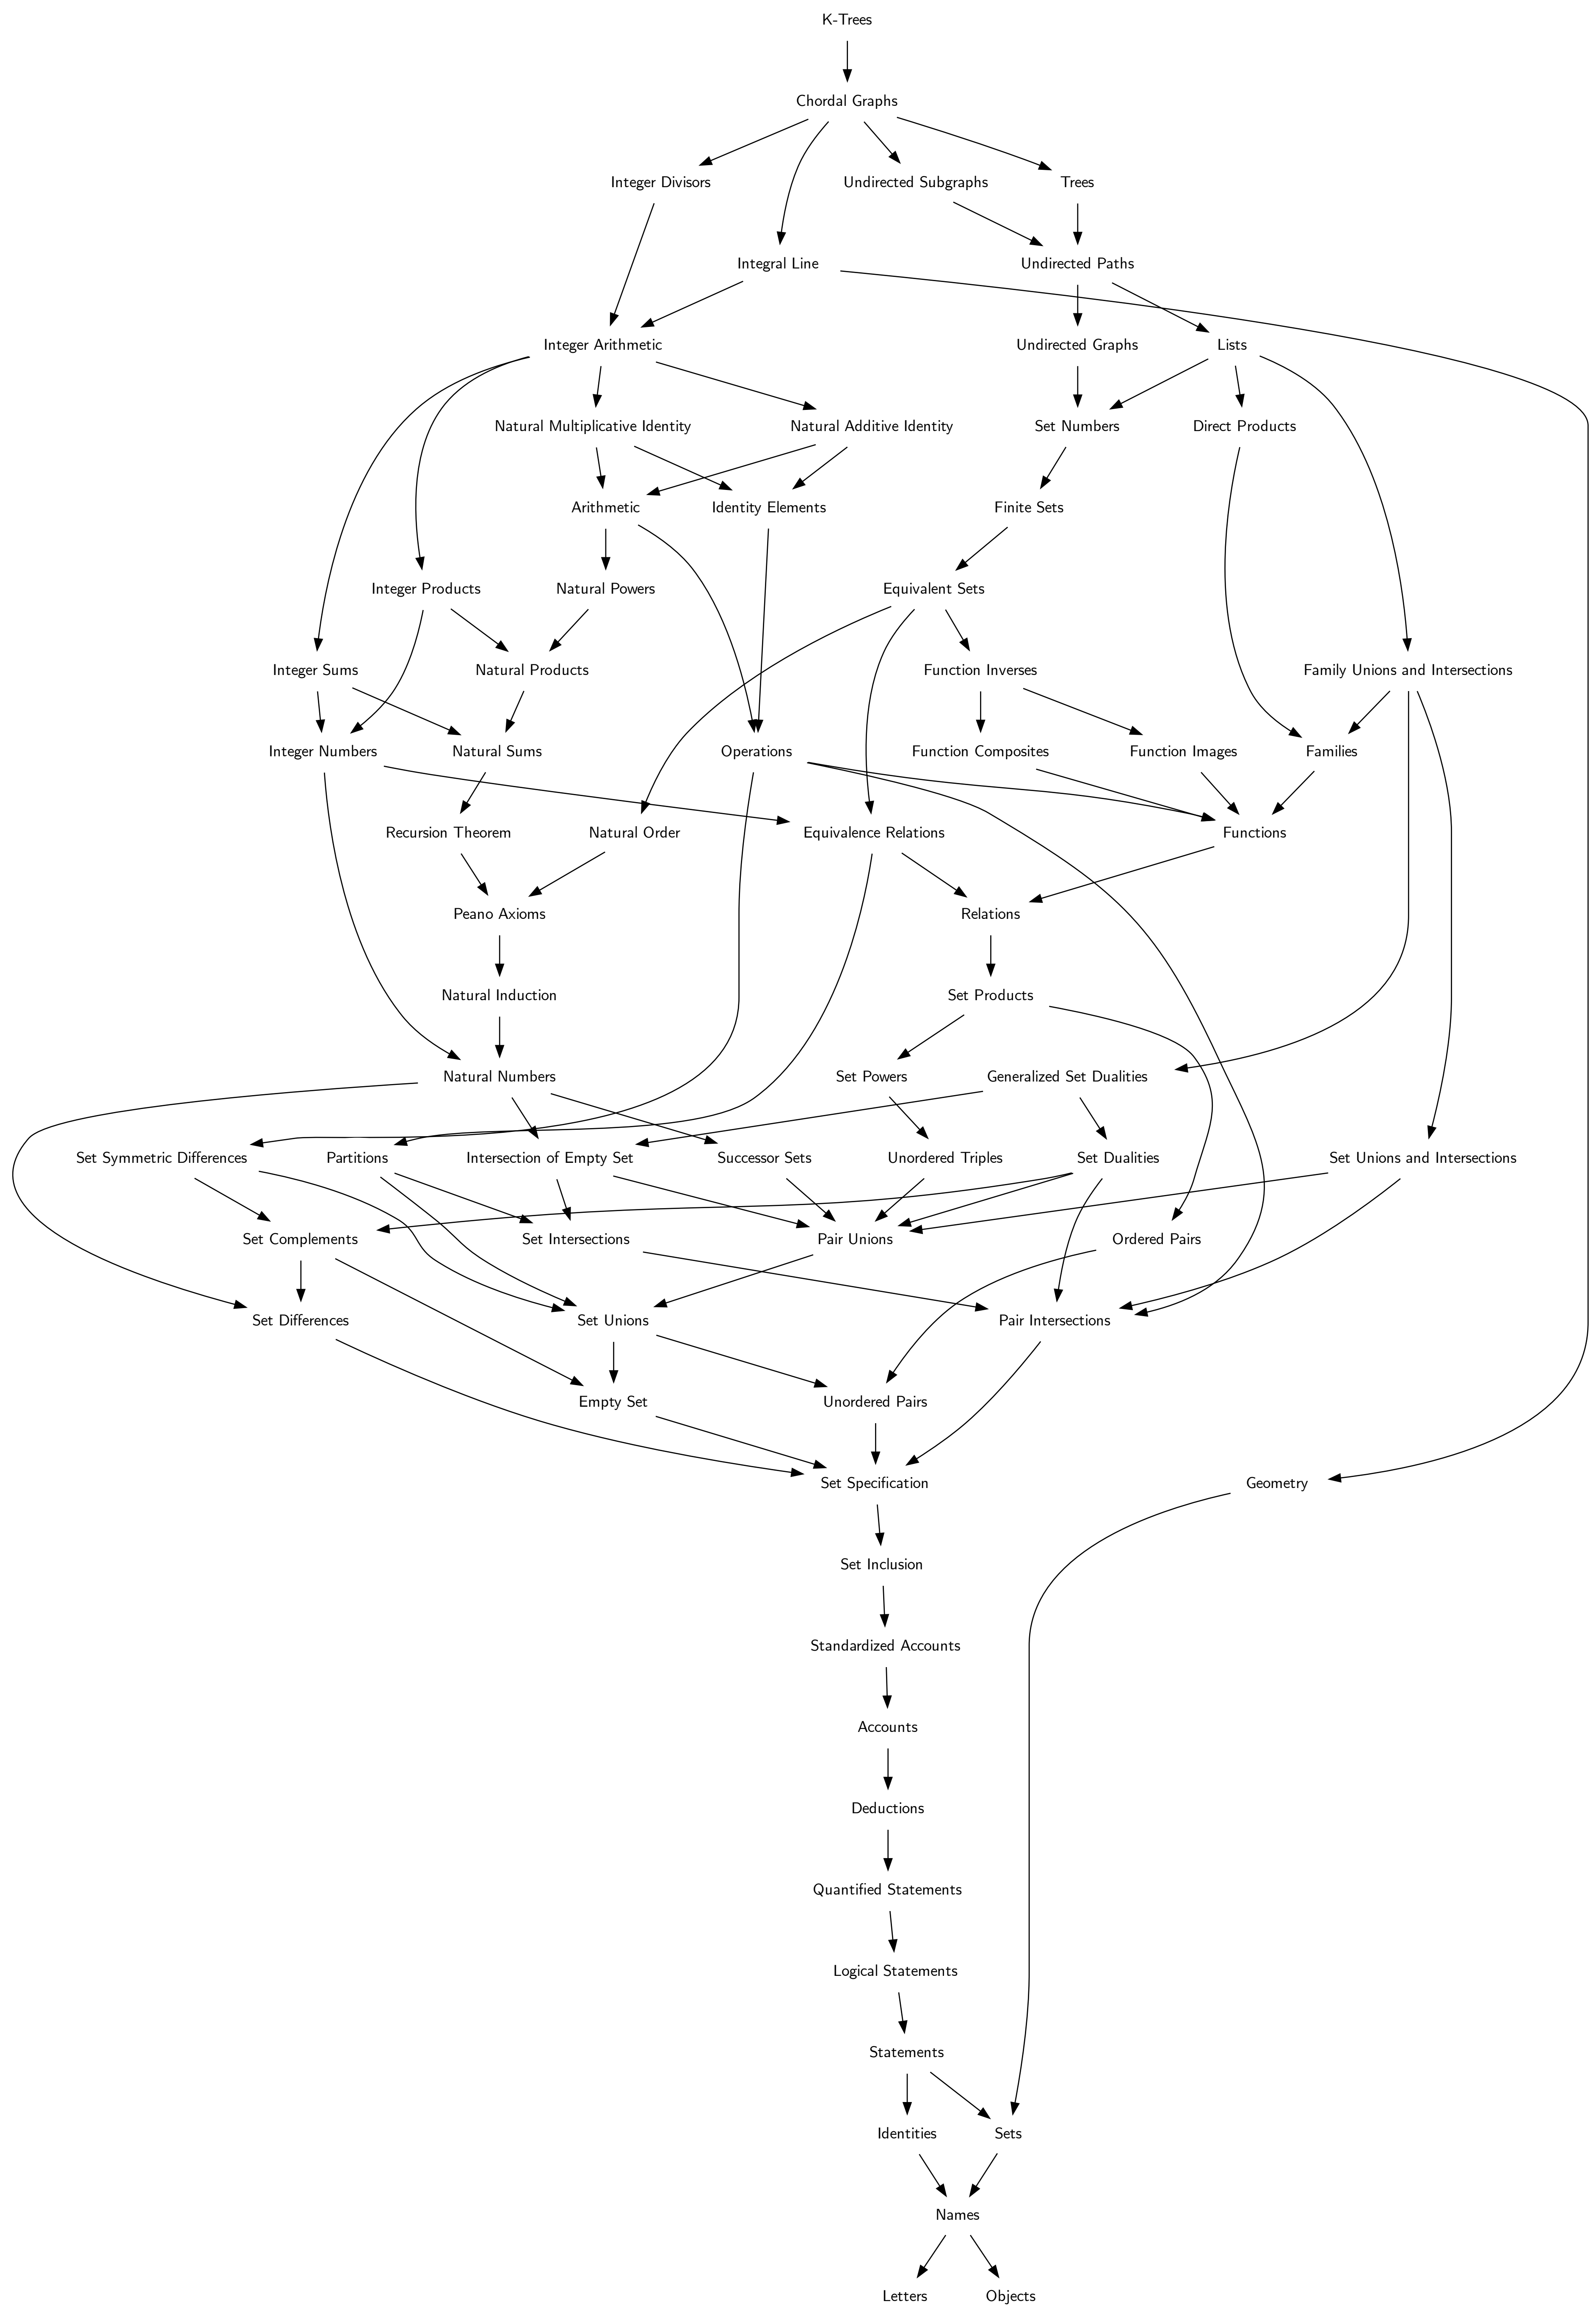 K-Trees
Chordal Graphs
Integer Divisors
Undirected Subgraphs
Trees
Integral Line
Undirected Paths
Integer Arithmetic
Undirected Graphs
Lists
Natural Multiplicative Identity
Natural Additive Identity
Set Numbers
Direct Products
Arithmetic
Identity Elements
Finite Sets
Integer Products
Natural Powers
Equivalent Sets
Integer Sums
Natural Products
Function Inverses
Family Unions and Intersections
Integer Numbers
Natural Sums
Operations
Function Composites
Function Images
Families
Recursion Theorem
Natural Order
Equivalence Relations
Functions
Peano Axioms
Relations
Natural Induction
Set Products
Natural Numbers
Set Powers
Generalized Set Dualities
Set Symmetric Differences
Partitions
Intersection of Empty Set
Successor Sets
Unordered Triples
Set Dualities
Set Unions and Intersections
Set Complements
Set Intersections
Pair Unions
Ordered Pairs
Set Differences
Set Unions
Pair Intersections
Empty Set
Unordered Pairs
Set Specification
Geometry
Set Inclusion
Standardized Accounts
Accounts
Deductions
Quantified Statements
Logical Statements
Statements
Identities
Sets
Names
Letters
Objects